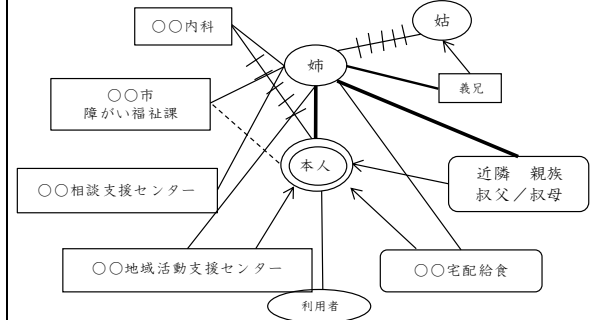 ○○内科
姑
姉
義兄
○○市
障がい福祉課
本人
近隣　親族
叔父／叔母
○○相談支援センター
○○地域活動支援センター
○○宅配給食
利用者